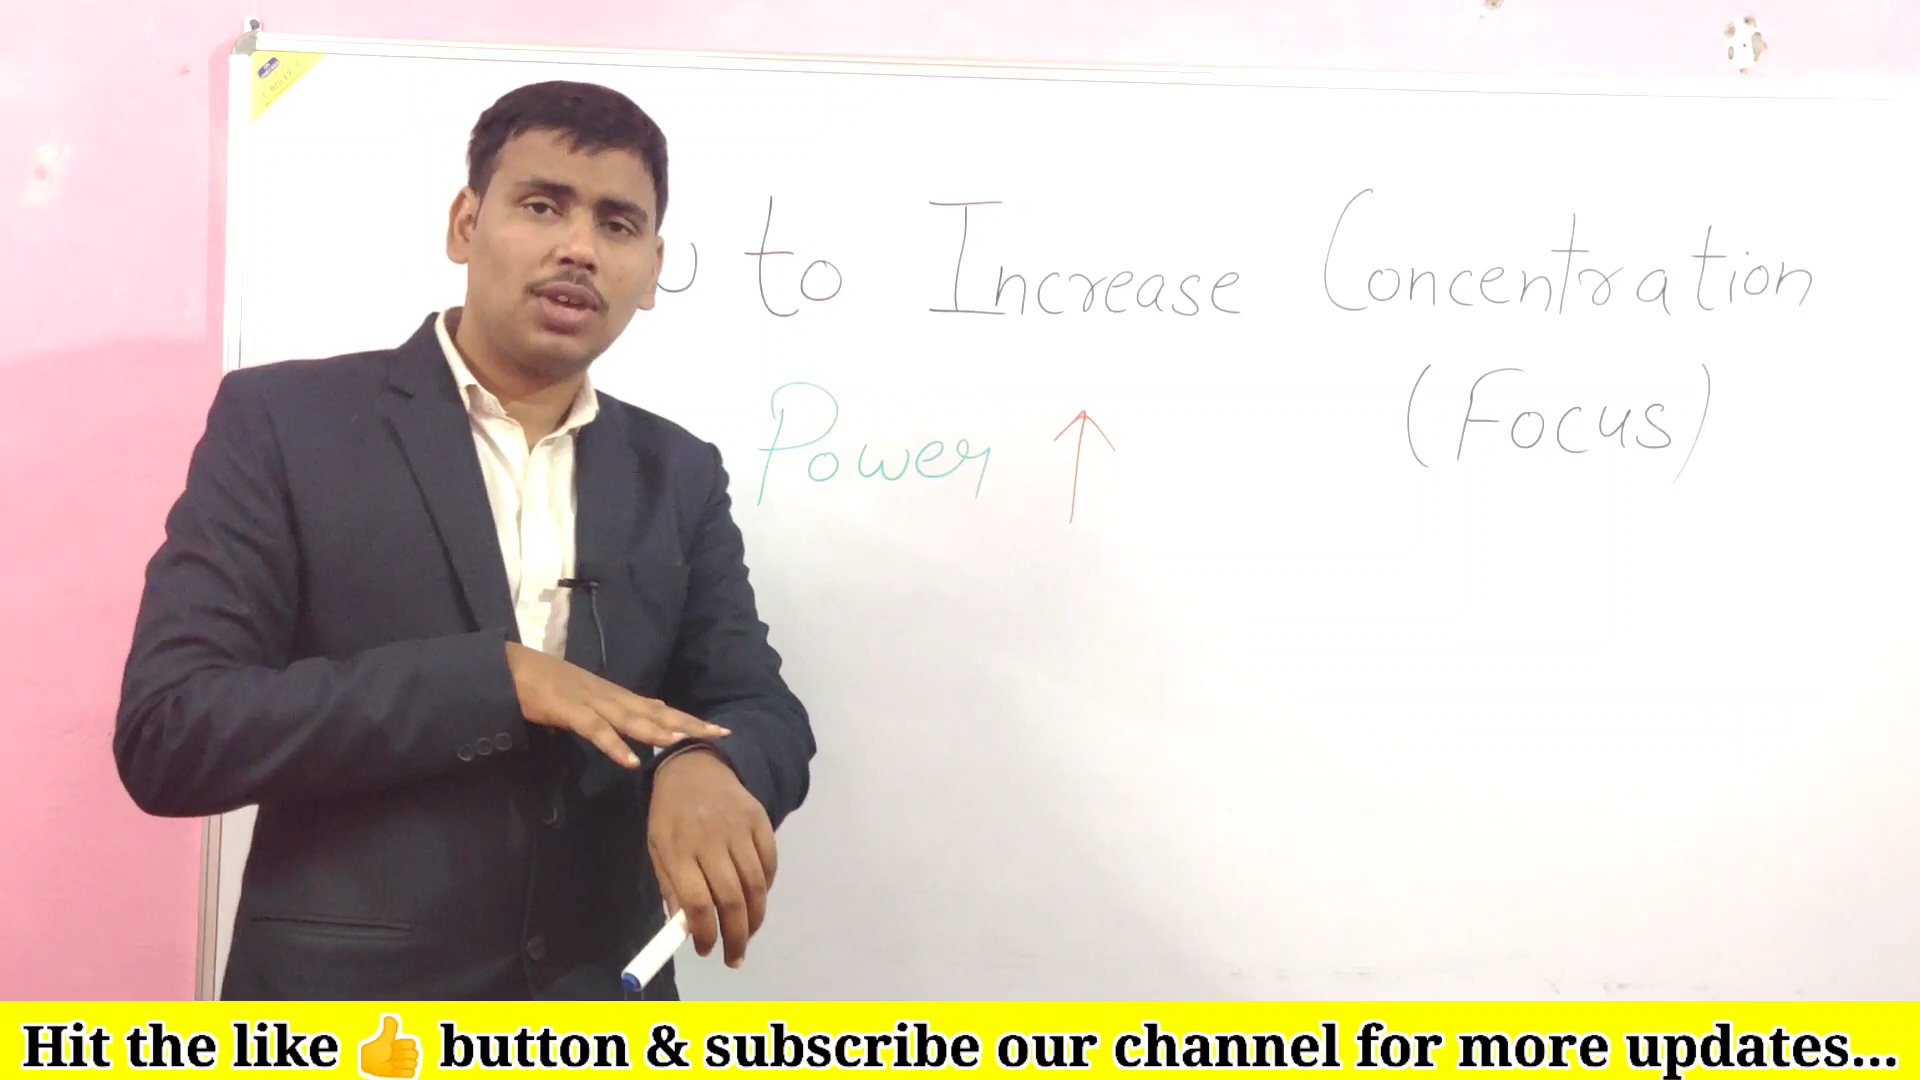 to Increase Concentration
Power ↑ (Focus)
Hit the like 👍 button & subscribe our channel for more updates...